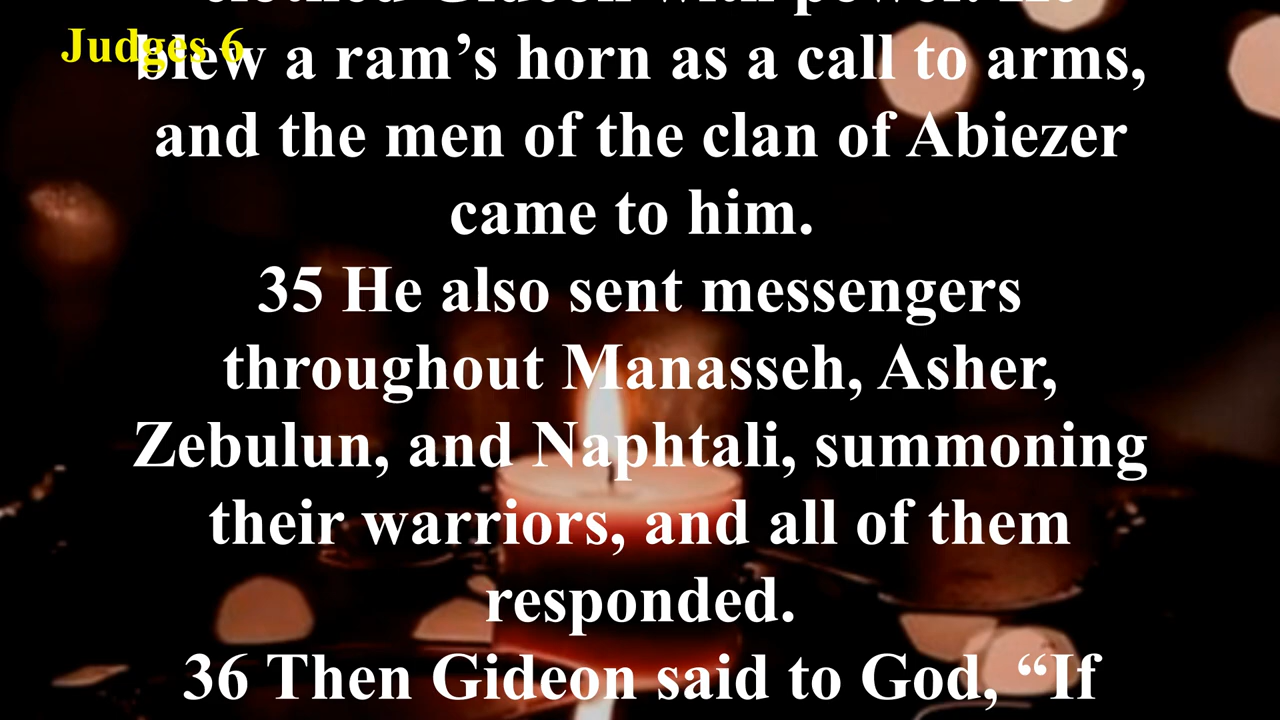 clothed Gideon with power. He
Judges 6
blew a ram’s horn as a call to arms,
and the men of the clan of Abiezer
came to him.
35 He also sent messengers
throughout Manasseh, Asher,
Zebulun, and Naphtali, summoning
their warriors, and all of them
responded.
36 Then Gideon said to God, “If